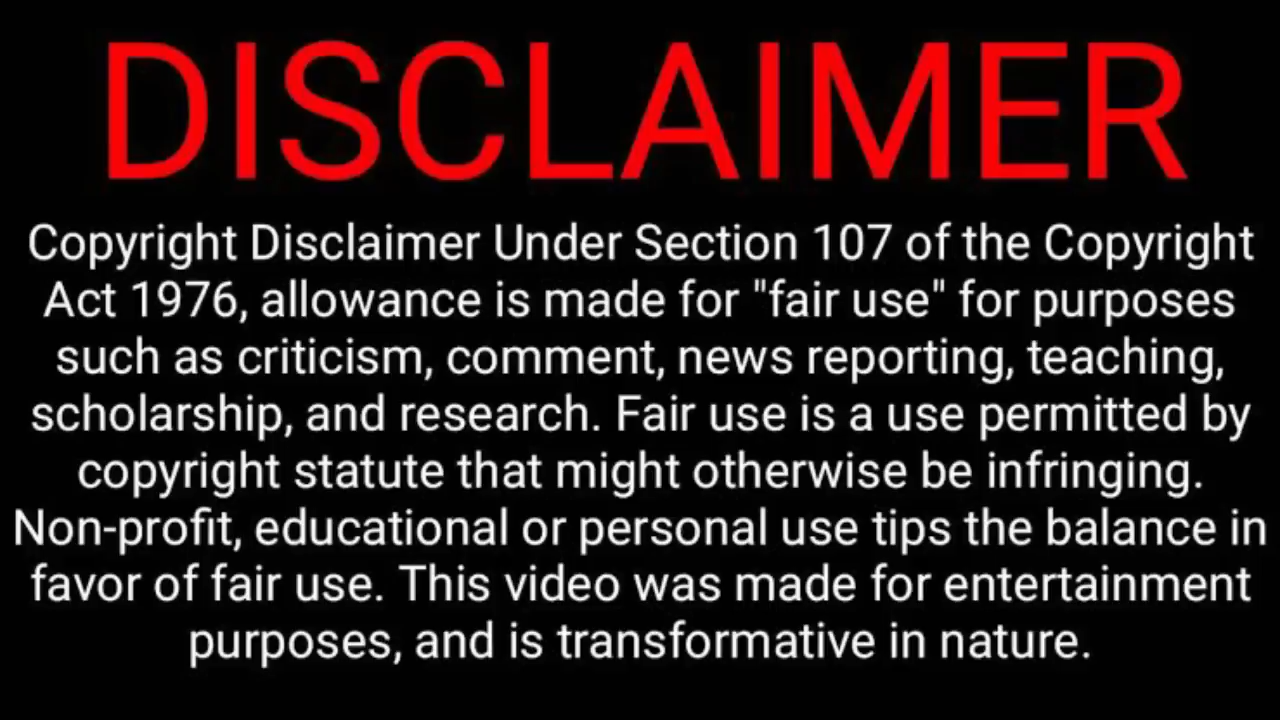 DISCLAIMER
Copyright Disclaimer Under Section 107 of the Copyright
Act 1976, allowance is made for "fair use" for purposes
such as criticism, comment, news reporting, teaching,
scholarship, and research. Fair use is a use permitted by
copyright statute that might otherwise be infringing.
Non-profit, educational or personal use tips the balance in
favor of fair use. This video was made for entertainment
purposes, and is transformative in nature.